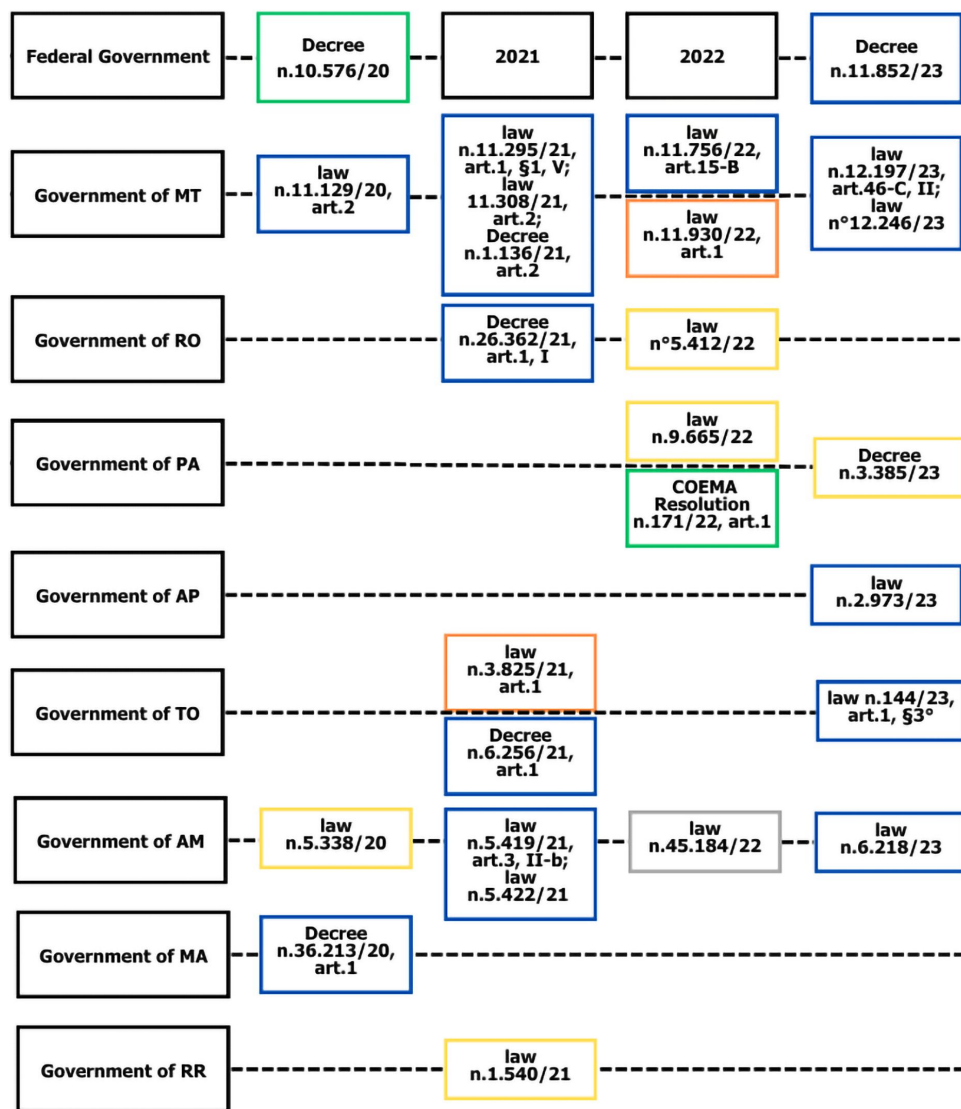 Federal Government
Decree
n.10.576/20
2021
2022
Decree
n.11.852/23
Government of MT
law
n.11.129/20,
art.2
law
n.11.295/21,
art.1, §1, V;
law
11.308/21,
art.2;
Decree
n.1.136/21,
art.2
law
n.11.756/22,
art.15-B
law
n.11.930/22,
art.1
law
n.12.197/23,
art.46-C, II;
law
n°12.246/23
Government of RO
Decree
n.26.362/21,
art.1, I
law
n°5.412/22
Government of PA
law
n.9.665/22
COEMA
Resolution
n.171/22, art.1
Decree
n.3.385/23
Government of AP
law
n.2.973/23
Government of TO
law
n.3.825/21,
art.1
Decree
n.6.256/21,
art.1
law n.144/23,
art.1, §3°
Government of AM
law
n.5.338/20
law
n.5.419/21,
art.3, II-b;
law
n.5.422/21
law
n.45.184/22
law
n.6.218/23
Government of MA
Decree
n.36.213/20,
art.1
Government of RR
law
n.1.540/21